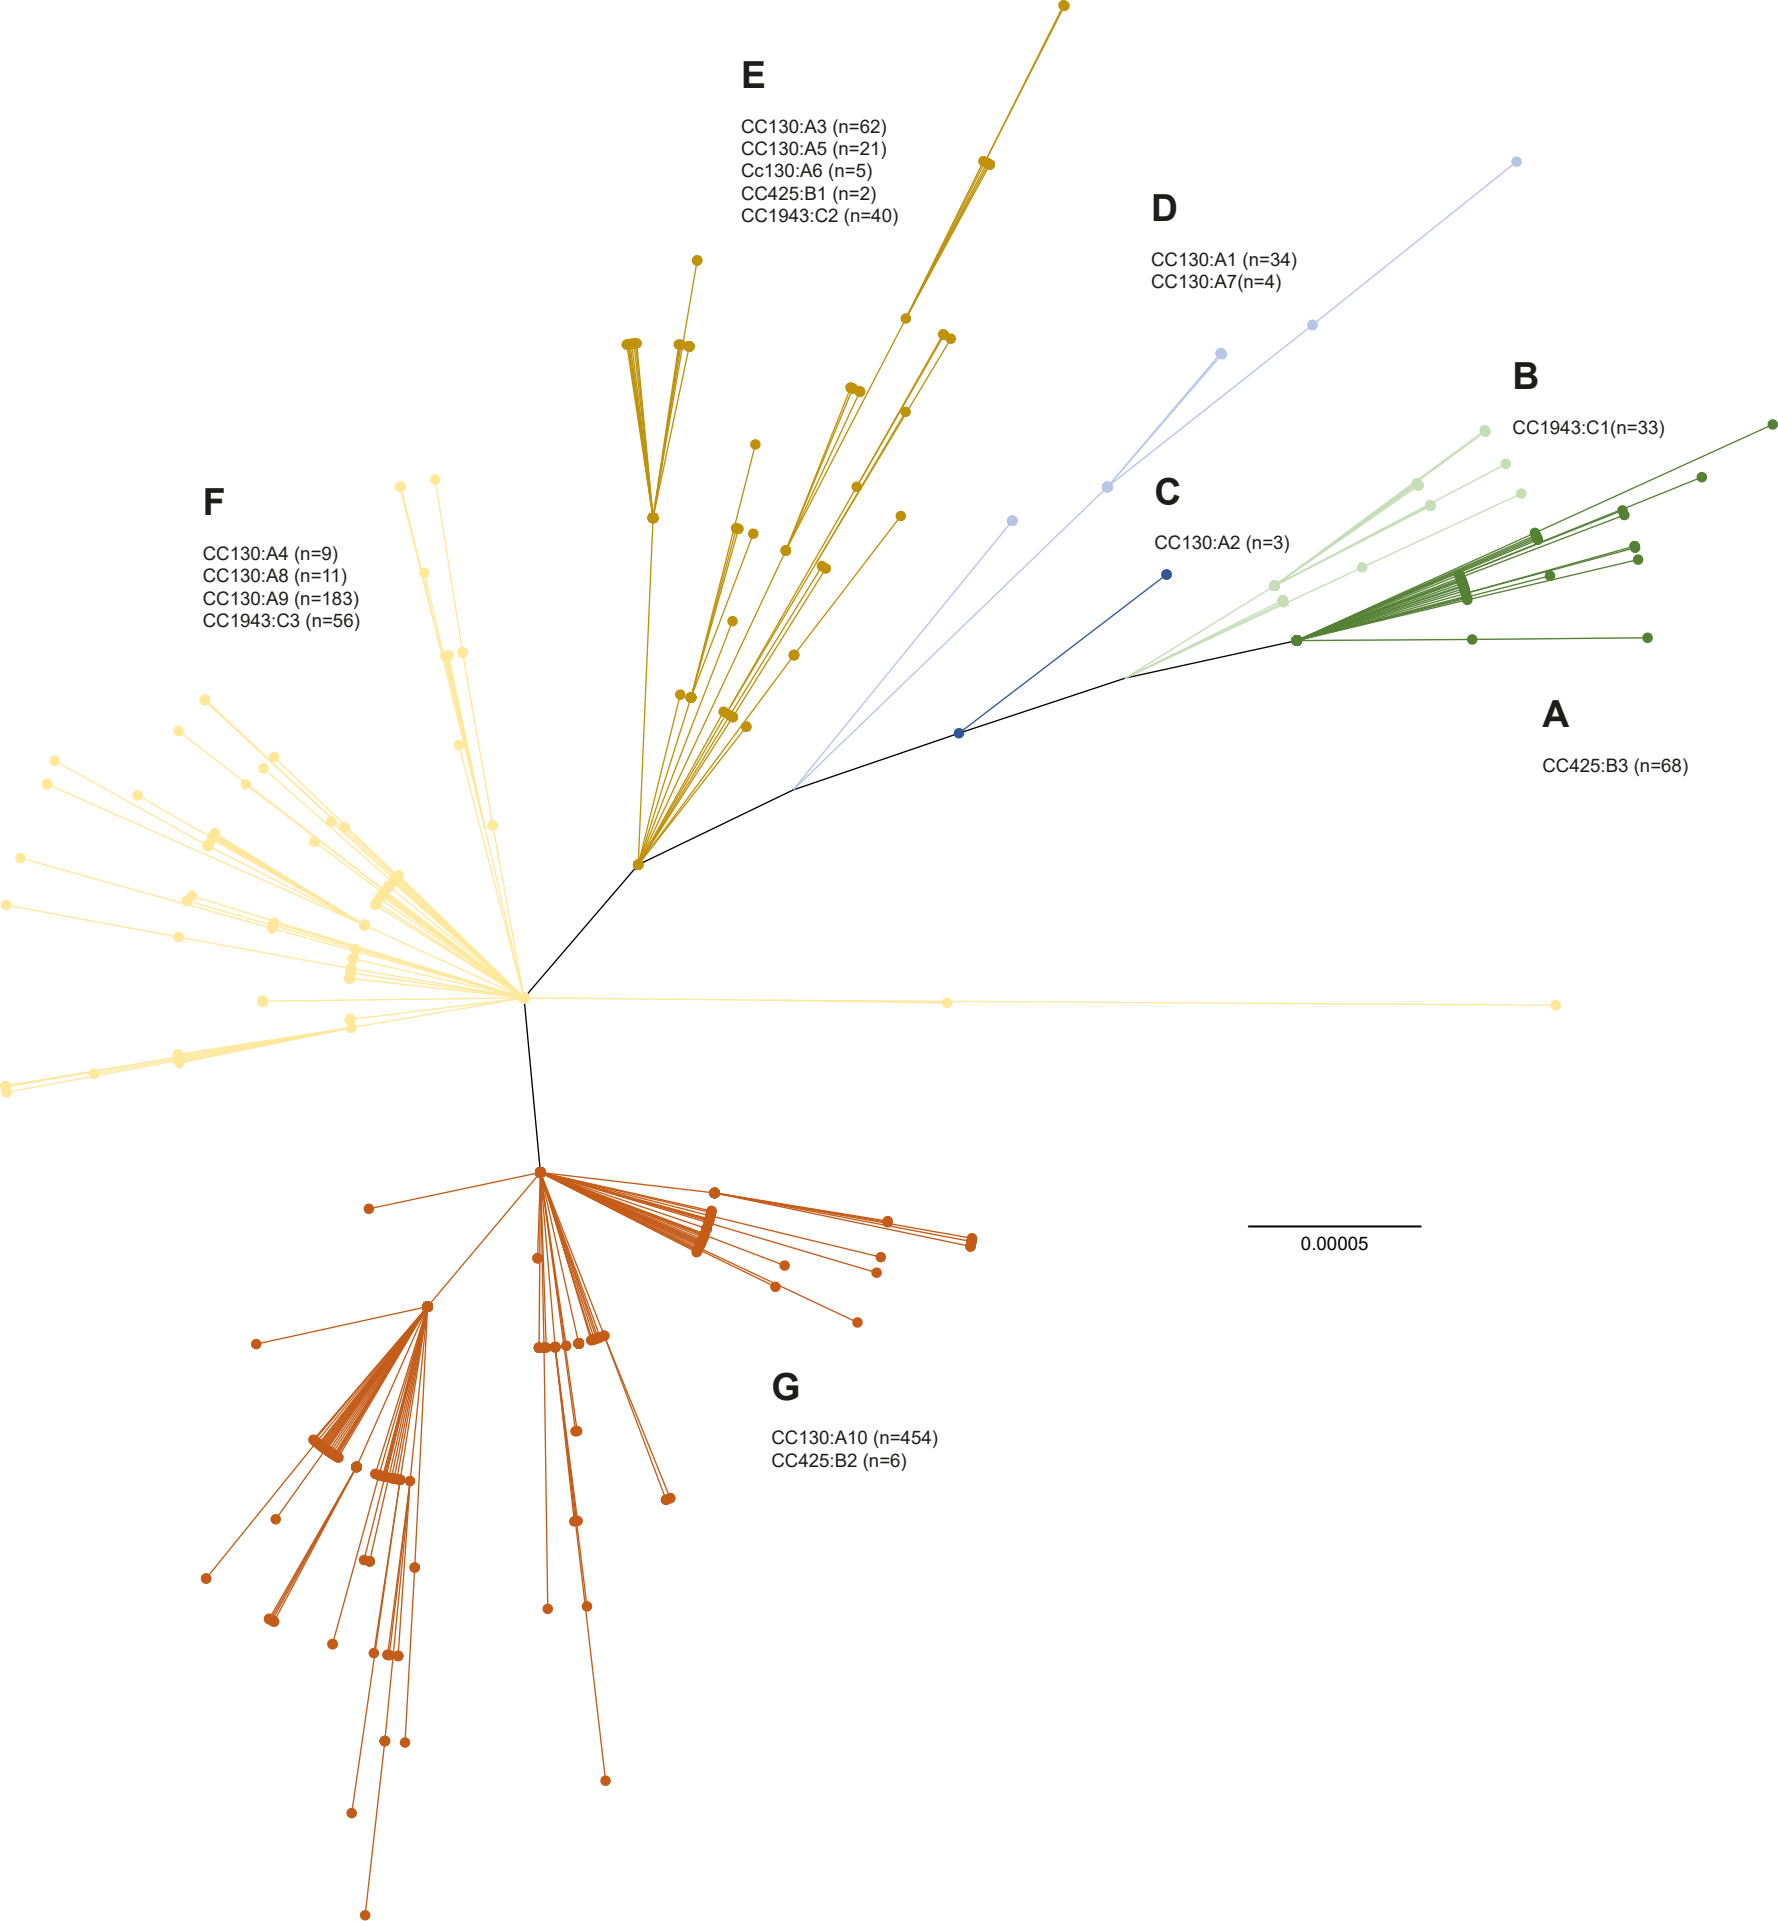 E
CC130:A3 (n=62)
CC130:A5 (n=21)
Cc130:A6 (n=5)
CC425:B1 (n=2)
CC1943:C2 (n=40)
D
CC130:A1 (n=34)
CC130:A7(n=4)
B
CC1943:C1(n=33)
C
CC130:A2 (n=3)
F
CC130:A4 (n=9)
CC130:A8 (n=11)
CC130:A9 (n=183)
CC1943:C3 (n=56)
A
CC425:B3 (n=68)
0.00005
G
CC130:A10 (n=454)
CC425:B2 (n=6)